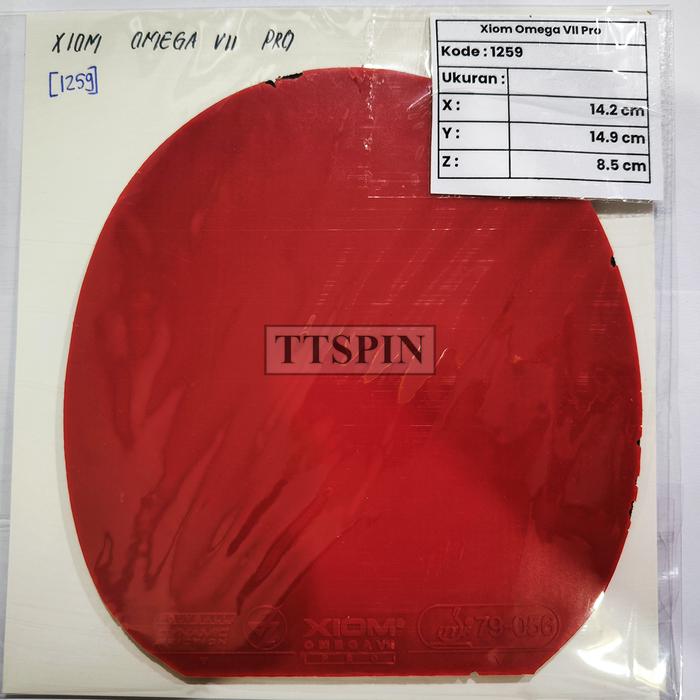 XIOM OMEGA VII PRO
[1259]
Xiom Omega VII Pro
Kode : 1259
Ukuran :
X : 14.2 cm
Y : 14.9 cm
Z : 8.5 cm
TTSPIN
XIOM
OMEGA VII
PRO
79-056